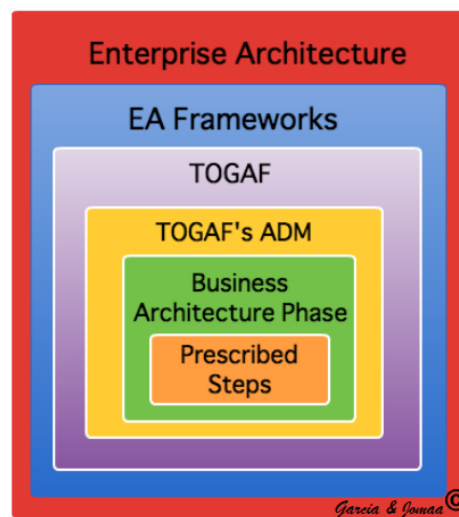 Enterprise Architecture
EA Frameworks
TOGAF
TOGAF's ADM
Business
Architecture Phase
Prescribed
Steps
Garcia & Jomaa ©